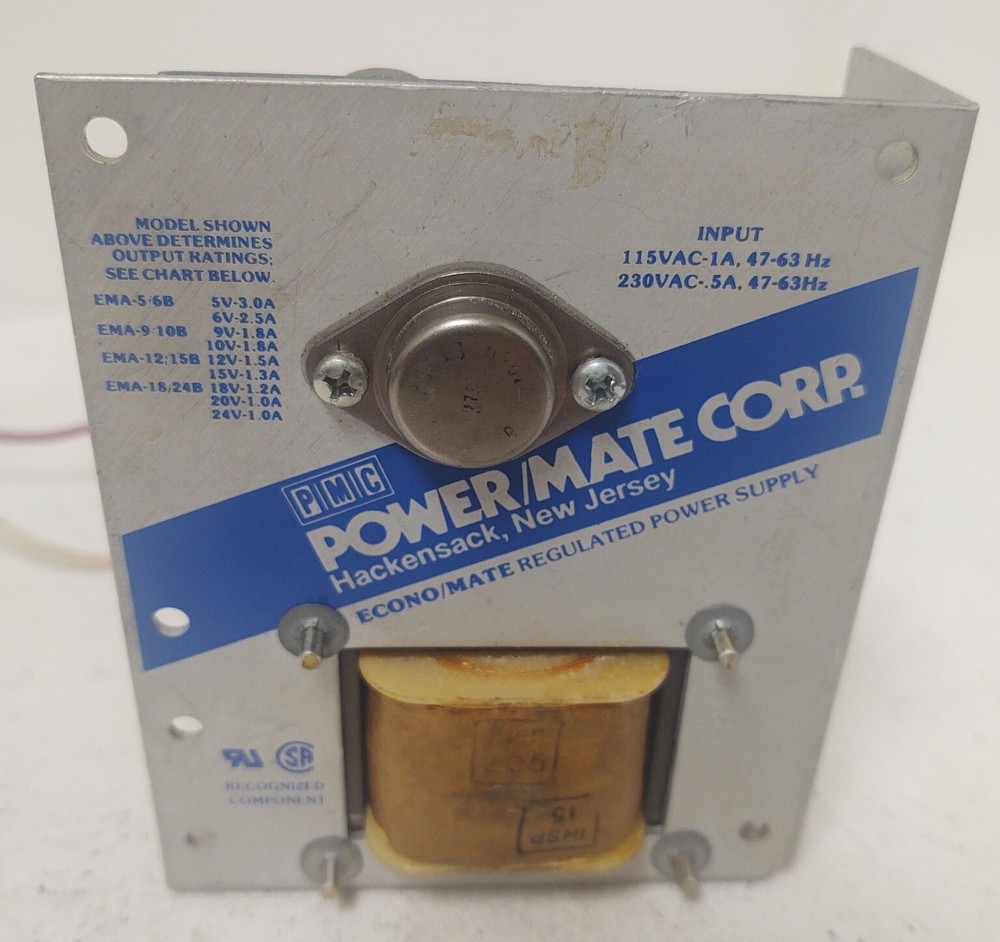 MODEL SHOWN
ABOVE DETERMINES
OUTPUT RATINGS:
SEE CHART BELOW.
EMA-5/6B 5V-3.0A
6V-2.5A
EMA-9/10B 9V-1.8A
10V-1.8A
EMA-12/15B 12V-1.5A
15V-1.3A
EMA-18/24B 18V-1.2A
20V-1.0A
24V-1.0A
INPUT
115VAC-1A, 47-63 Hz
230VAC-.5A, 47-63Hz
PMC
POWER/MATE CORP.
Hackensack, New Jersey
ECONO/MATE REGULATED POWER SUPPLY
RECOGNIZED
COMPONENT
INSP
15